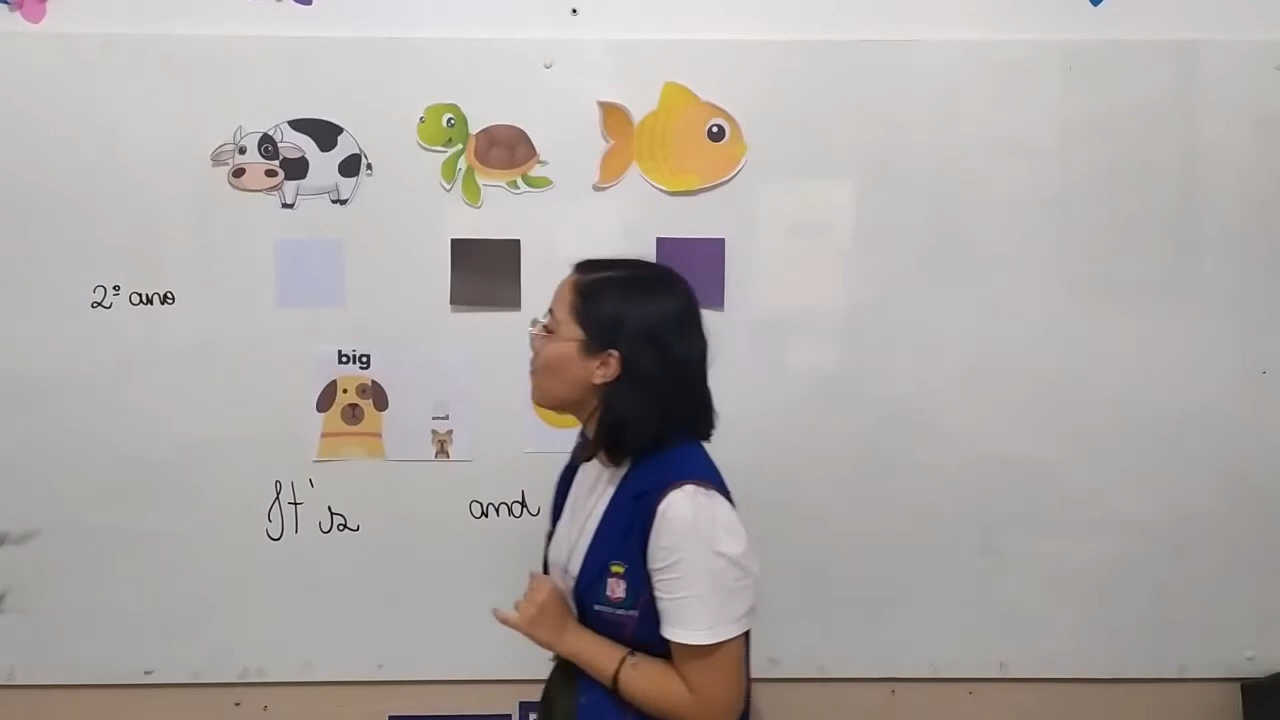 2º ano
big
small
It's and